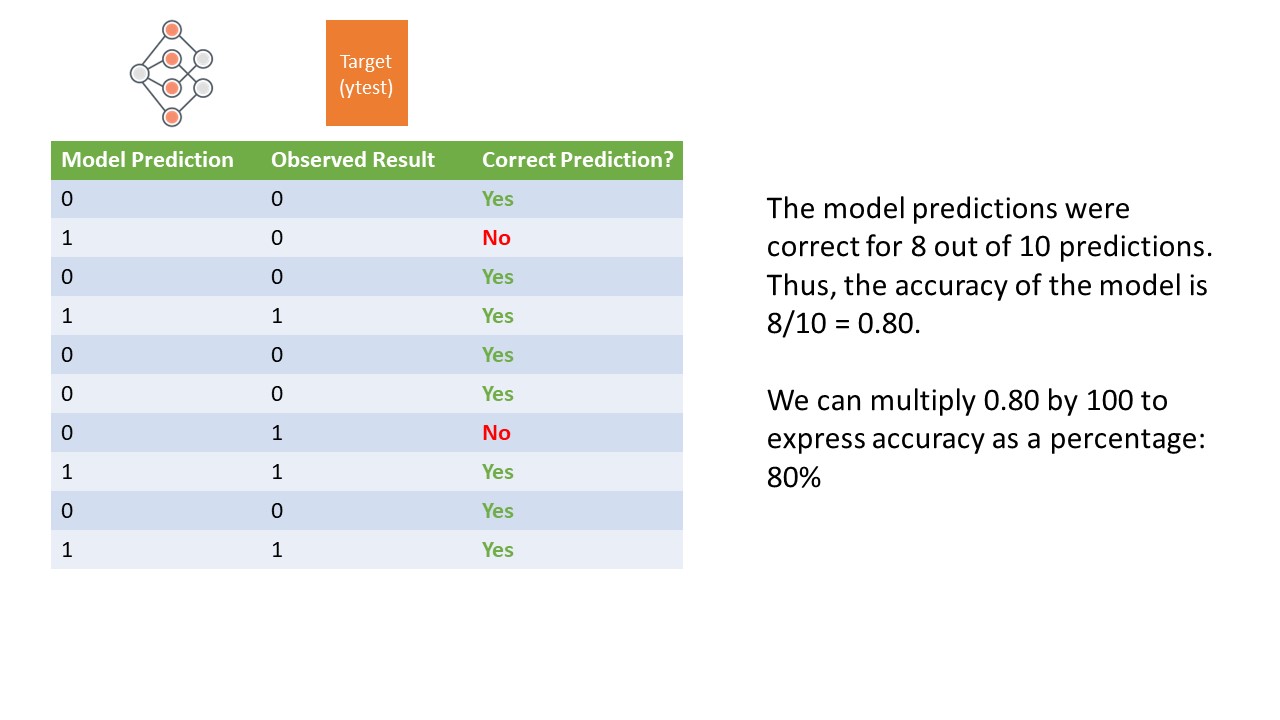 Target
(ytest)
Model Prediction Observed Result Correct Prediction?
0 0 Yes
1 0 No
0 0 Yes
1 1 Yes
0 0 Yes
0 0 Yes
0 1 No
1 1 Yes
0 0 Yes
1 1 Yes
The model predictions were
correct for 8 out of 10 predictions.
Thus, the accuracy of the model is
8/10 = 0.80.
We can multiply 0.80 by 100 to
express accuracy as a percentage:
80%